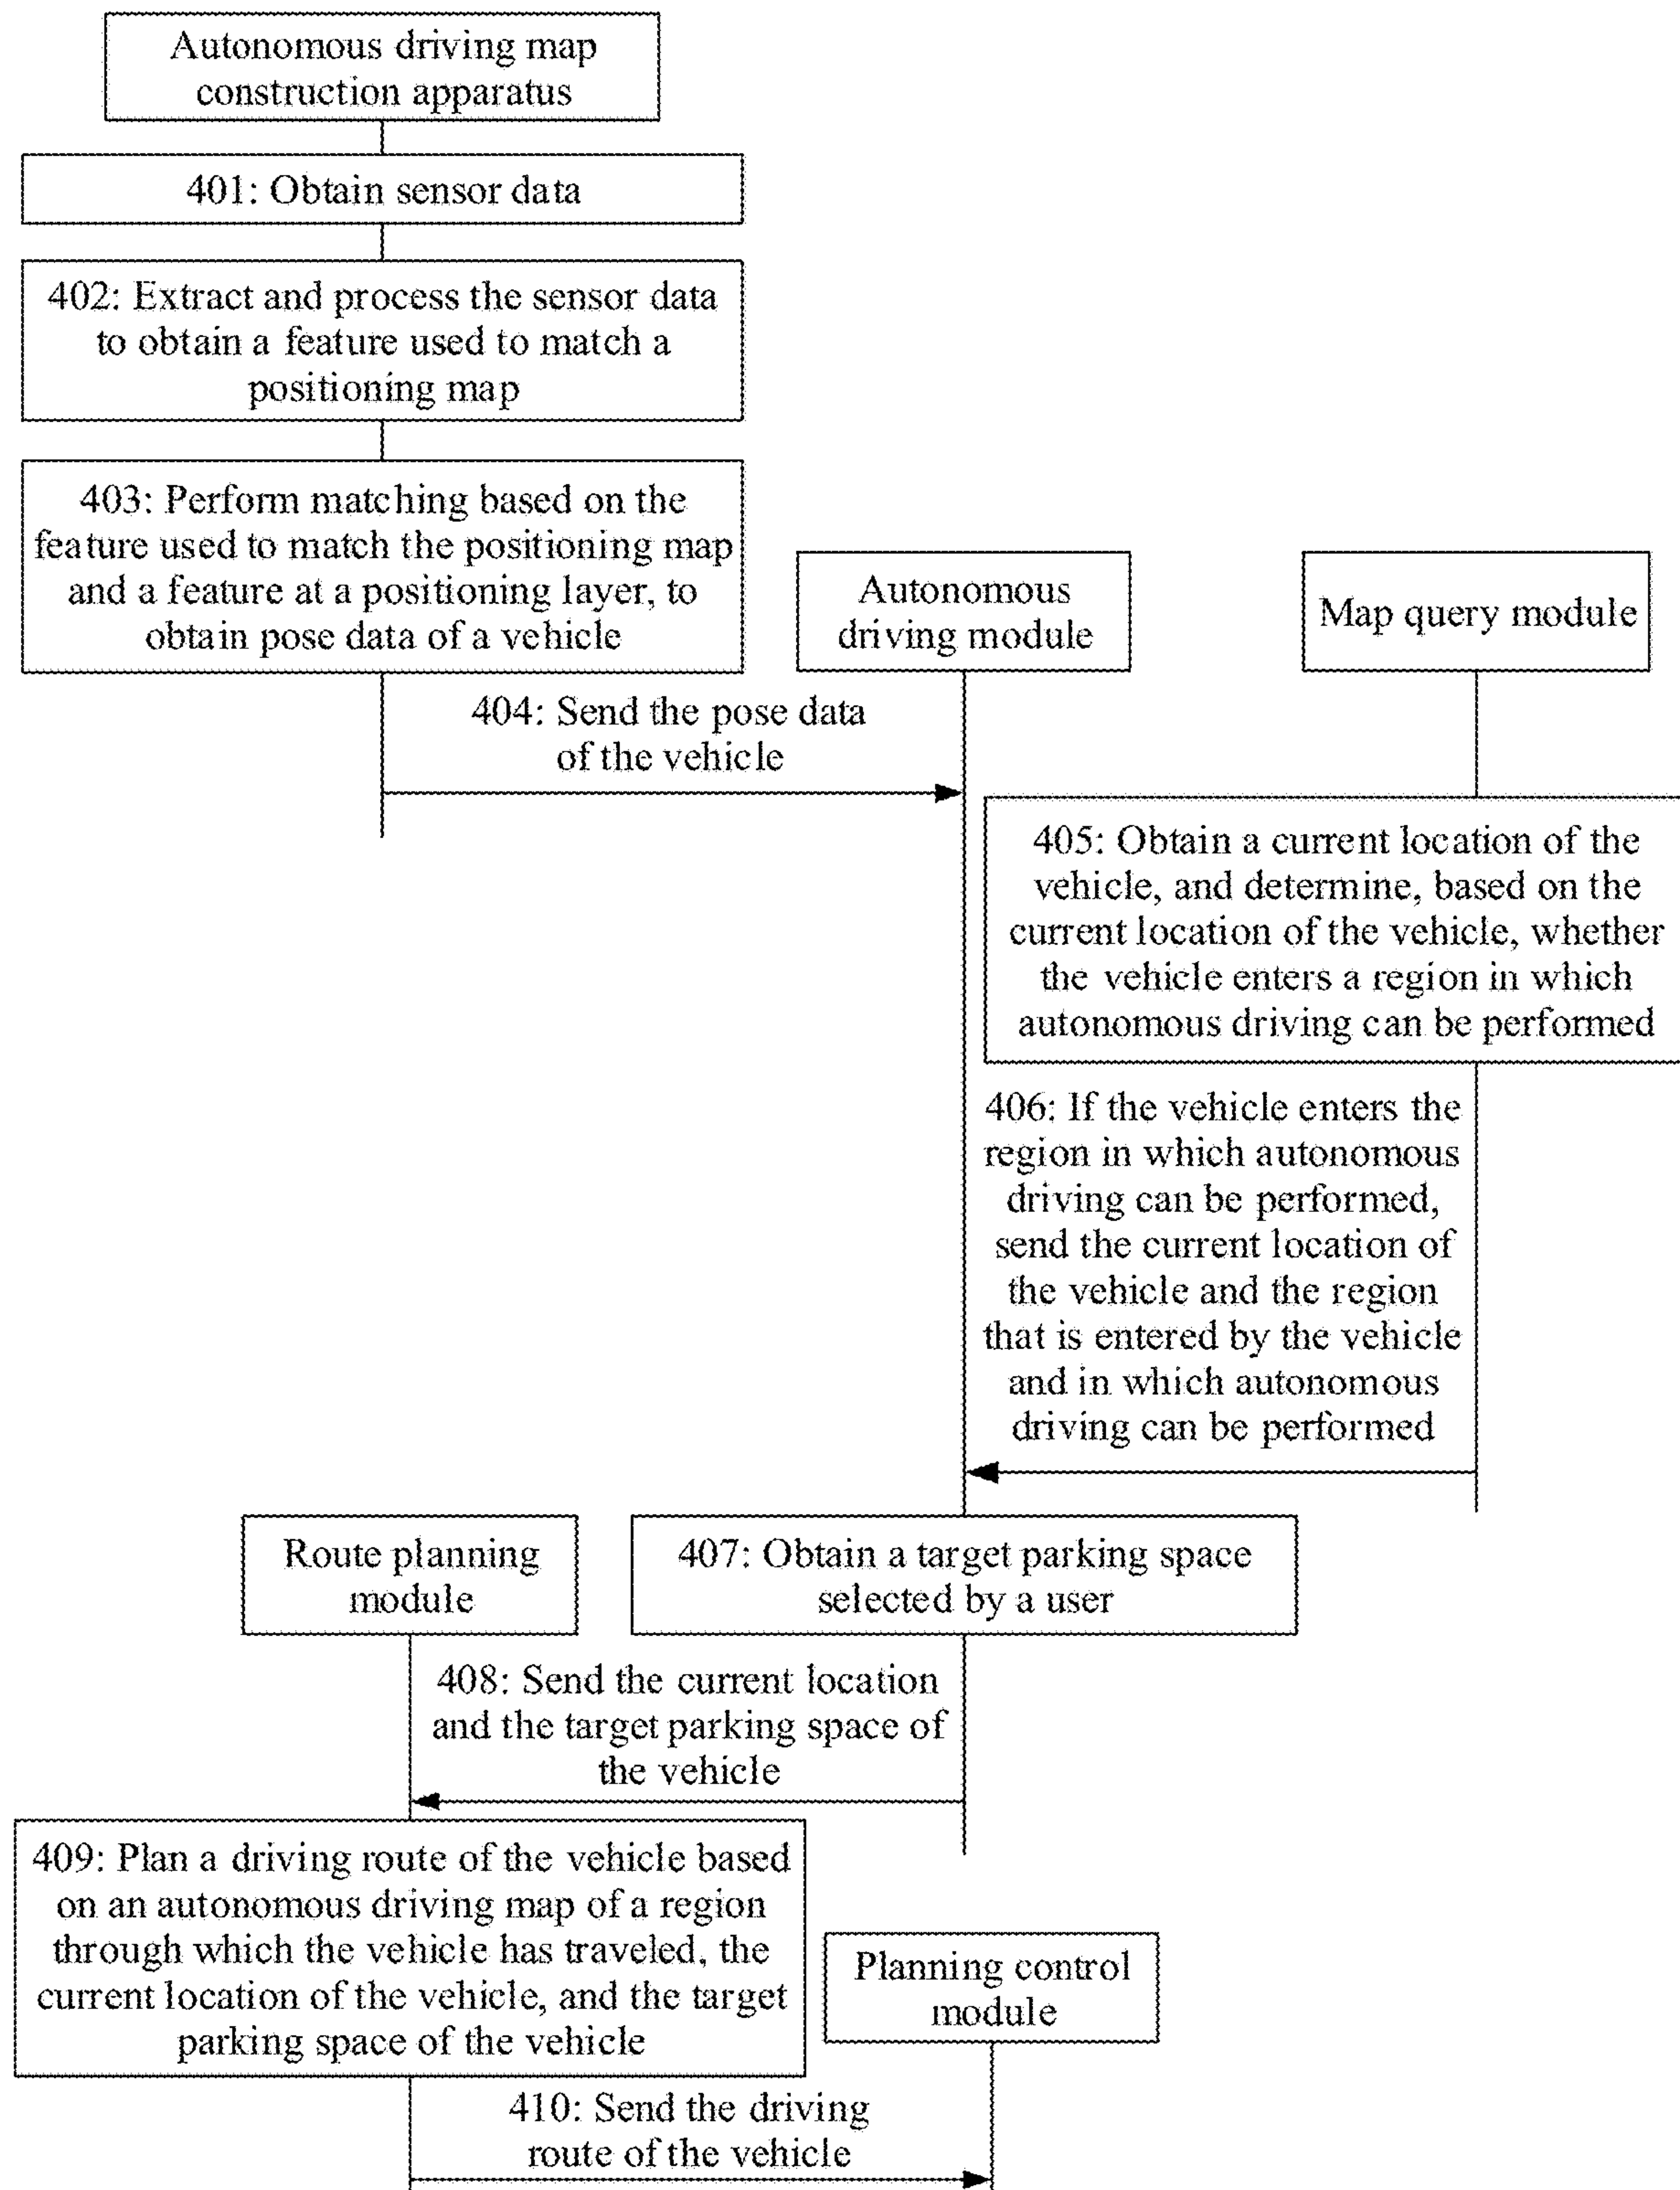 Autonomous driving map
construction apparatus
401: Obtain sensor data
402: Extract and process the sensor data
to obtain a feature used to match a
positioning map
403: Perform matching based on the
feature used to match the positioning map
and a feature at a positioning layer, to
obtain pose data of a vehicle
Autonomous
driving module
Map query module
404: Send the pose data
of the vehicle
405: Obtain a current location of the
vehicle, and determine, based on the
current location of the vehicle, whether
the vehicle enters a region in which
autonomous driving can be performed
406: If the vehicle enters the
region in which autonomous
driving can be performed,
send the current location of
the vehicle and the region
that is entered by the vehicle
and in which autonomous
driving can be performed
Route planning
module
407: Obtain a target parking space
selected by a user
408: Send the current location
and the target parking space of
the vehicle
409: Plan a driving route of the vehicle based
on an autonomous driving map of a region
through which the vehicle has traveled, the
current location of the vehicle, and the target
parking space of the vehicle
Planning control
module
410: Send the driving
route of the vehicle